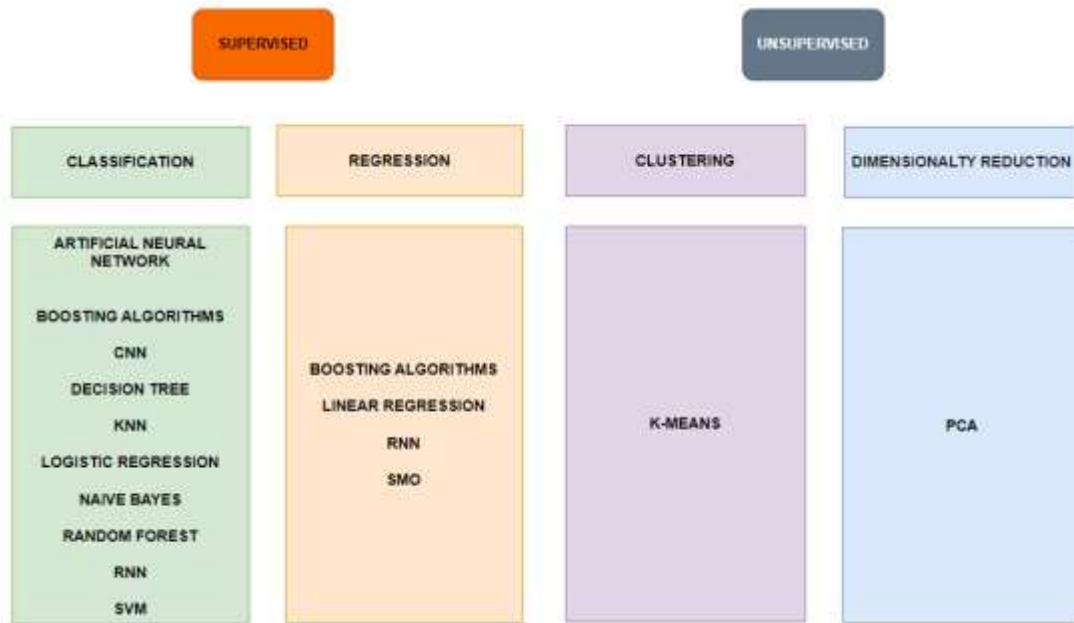 SUPERVISED
UNSUPERVISED
CLASSIFICATION
REGRESSION
CLUSTERING
DIMENSIONALTY REDUCTION
ARTIFICIAL NEURAL
NETWORK
BOOSTING ALGORITHMS
CNN
DECISION TREE
KNN
LOGISTIC REGRESSION
NAIVE BAYES
RANDOM FOREST
RNN
SVM
BOOSTING ALGORITHMS
LINEAR REGRESSION
RNN
SMO
K-MEANS
PCA